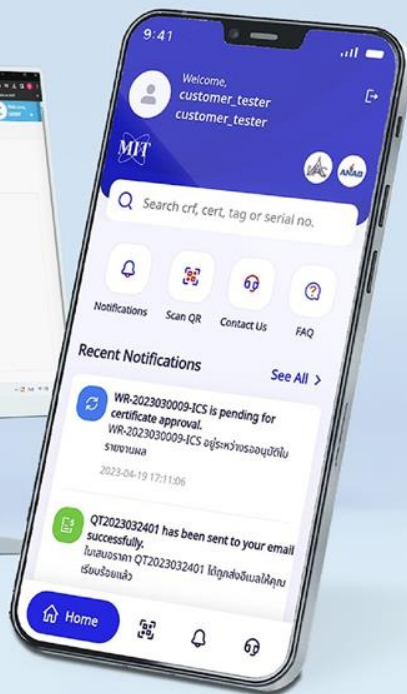 9:41
Welcome,
customer_tester
customer_tester
MIT
ANAB
Search crf, cert, tag or serial no.
Notifications
Scan QR
Contact Us
FAQ
Recent Notifications
See All >
WR-2023030009-ICS is pending for
certificate approval.
WR-2023030009-ICS อยู่ระหว่างรออนุมัติใบ
รายงานผล
2023-04-19 17:11:06
QT2023032401 has been sent to your email
successfully.
ใบเสนอราคา QT2023032401 ได้ถูกส่งอีเมลให้คุณ
เรียบร้อยแล้ว
Home